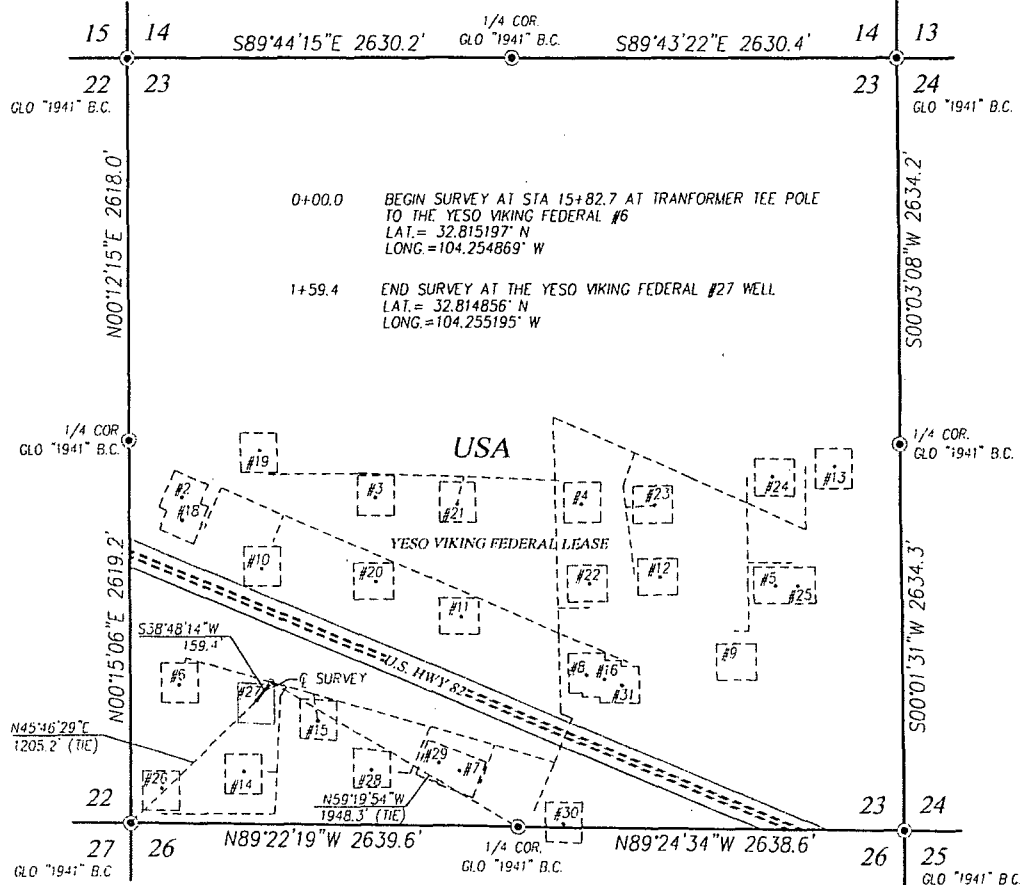 1/4 COR.
GLO "1941" B.C.
15 14
S89°44'15"E 2630.2'
S89°43'22"E 2630.4'
14 13
22 23
GLO "1941" B.C.
23 24
GLO "1941" B.C.
N00°12'15"E 2618.0'
S00°03'08"W 2634.2'
0+00.0 BEGIN SURVEY AT STA 15+82.7 AT TRANFORMER TEE POLE
TO THE YESO VIKING FEDERAL #6
LAT.= 32.815197° N
LONG.=104.254869° W
1+59.4 END SURVEY AT THE YESO VIKING FEDERAL #27 WELL
LAT.= 32.814856° N
LONG.=104.255195° W
1/4 COR
GLO "1941" B.C.
USA
1/4 COR.
GLO "1941" B.C.
#19
#2
#18
#3
#21
#4
#23
#24
#13
YESO VIKING FEDERAL LEASE
#10
#20
#11
#22
#12
#5
#25
N00°15'06"E 2619.2'
S00°01'31"W 2634.3'
S38°48'14"W
159.4'
U.S. HWY 82
#8
#16
#31
#9
#6
#27
℄ SURVEY
#15
N45°46'29"E
1205.2' (TIE)
#26
#14
#28
#29
#7
N59°19'54"W
1948.3' (TIE)
#30
22
23 24
N89°22'19"W 2639.6'
N89°24'34"W 2638.6'
27 26
GLO "1941" B.C
1/4 COR.
GLO "1941" B.C.
26 25
GLO "1941" B.C.